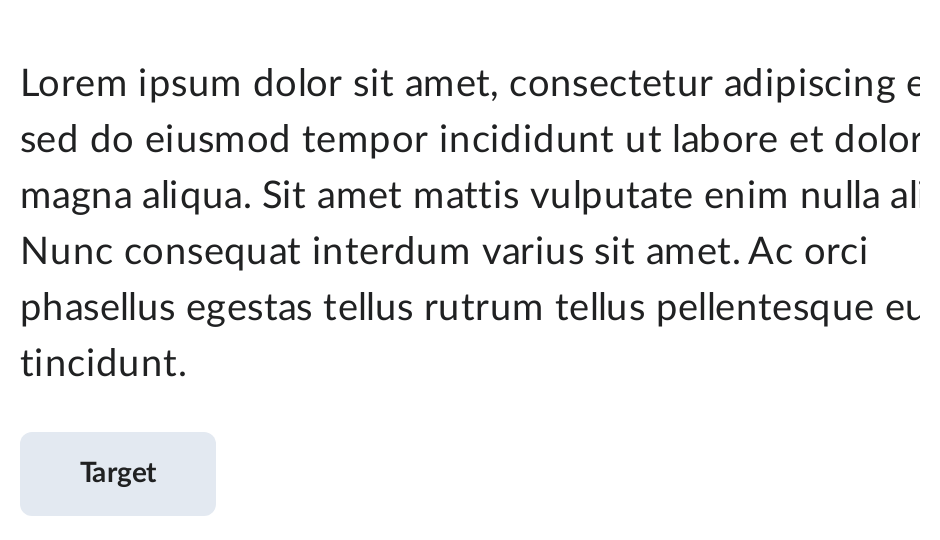 Lorem ipsum dolor sit amet, consectetur adipiscing
sed do eiusmod tempor incididunt ut labore et dolor
magna aliqua. Sit amet mattis vulputate enim nulla
Nunc consequat interdum varius sit amet. Ac orci
phasellus egestas tellus rutrum tellus pellentesque eu
tincidunt.
Target